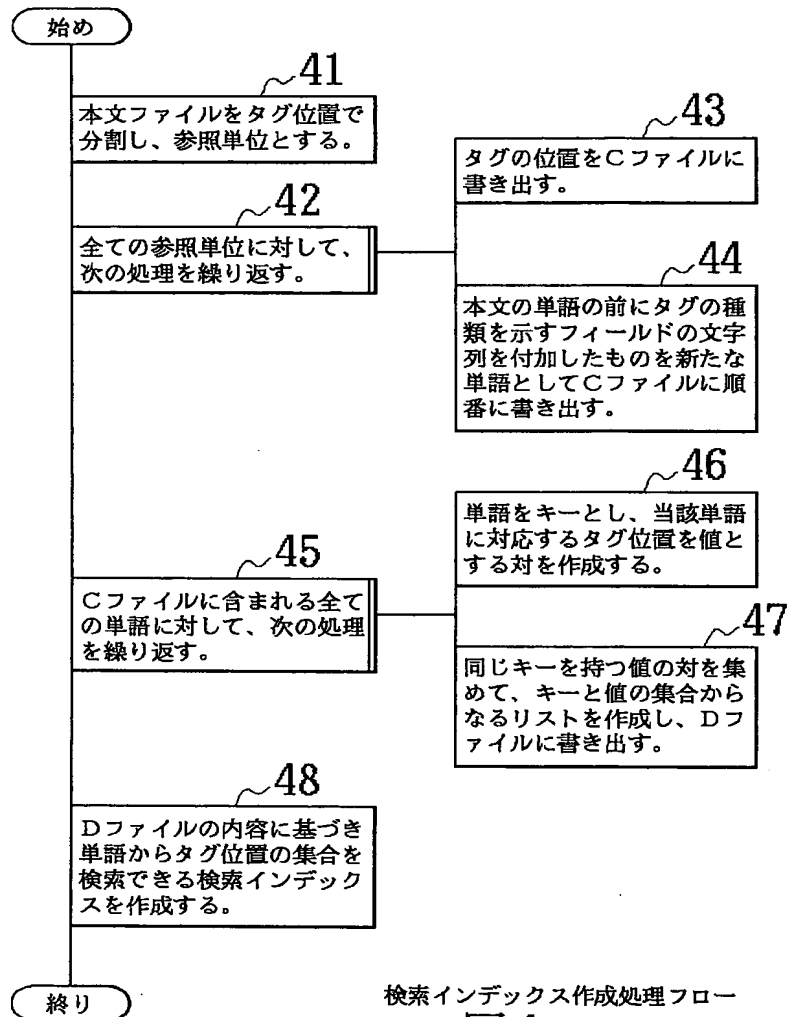 始め
41
本文ファイルをタグ位置で
分割し、参照単位とする。
42
全ての参照単位に対して、
次の処理を繰り返す。
43
タグの位置をCファイルに
書き出す。
44
本文の単語の前にタグの種
類を示すフィールドの文字
列を付加したものを新たな
単語としてCファイルに順
番に書き出す。
45
Cファイルに含まれる全て
の単語に対して、次の処理
を繰り返す。
46
単語をキーとし、当該単語
に対応するタグ位置を値と
する対を作成する。
47
同じキーを持つ値の対を集
めて、キーと値の集合から
なるリストを作成し、Dフ
ァイルに書き出す。
48
Dファイルの内容に基づき
単語からタグ位置の集合を
検索できる検索インデック
スを作成する。
終り
検索インデックス作成処理フロー